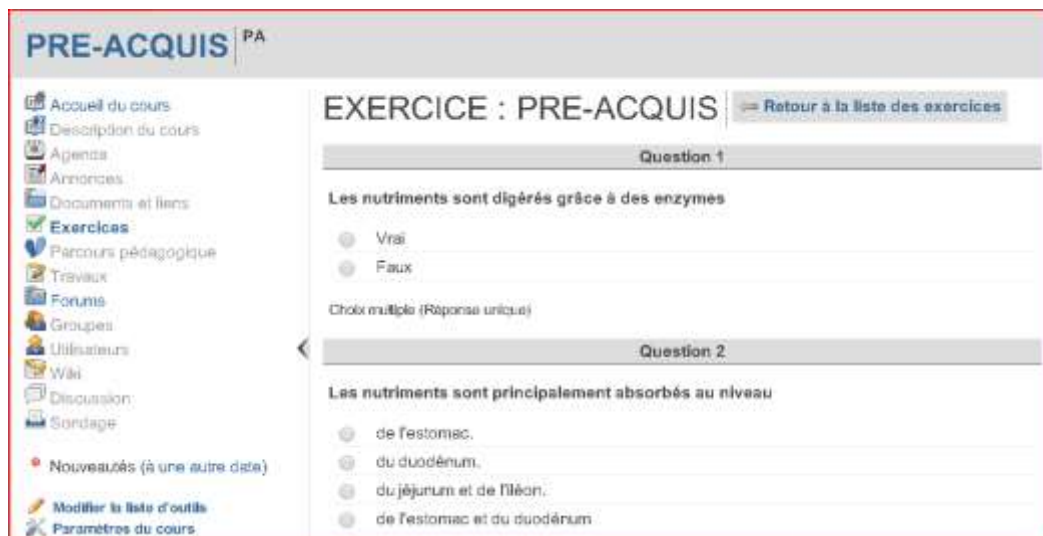 PRE-ACQUIS PA
Accueil du cours
Description du cours
Agenda
Annonces
Documents et liens
Exercices
Parcours pédagogique
Travaux
Forums
Groupes
Utilisateurs
Wiki
Discussion
Sondage
Nouveautés (à une autre date)
Modifier la liste d'outils
Paramètres du cours
EXERCICE : PRE-ACQUIS
Retour à la liste des exercices
Question 1
Les nutriments sont digérés grâce à des enzymes
Vrai
Faux
Choix multiple (Réponse unique)
Question 2
Les nutriments sont principalement absorbés au niveau
de l'estomac.
du duodénum.
du jéjunum et de l'iléon.
de l'estomac et du duodénum